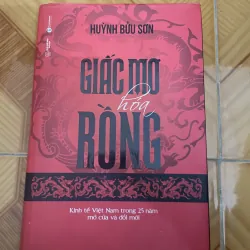 HUỲNH BỬU SƠN
GIẤC MƠ
hóa
RỒNG
Kinh tế Việt Nam trong 25 năm
mở cửa và đổi mới